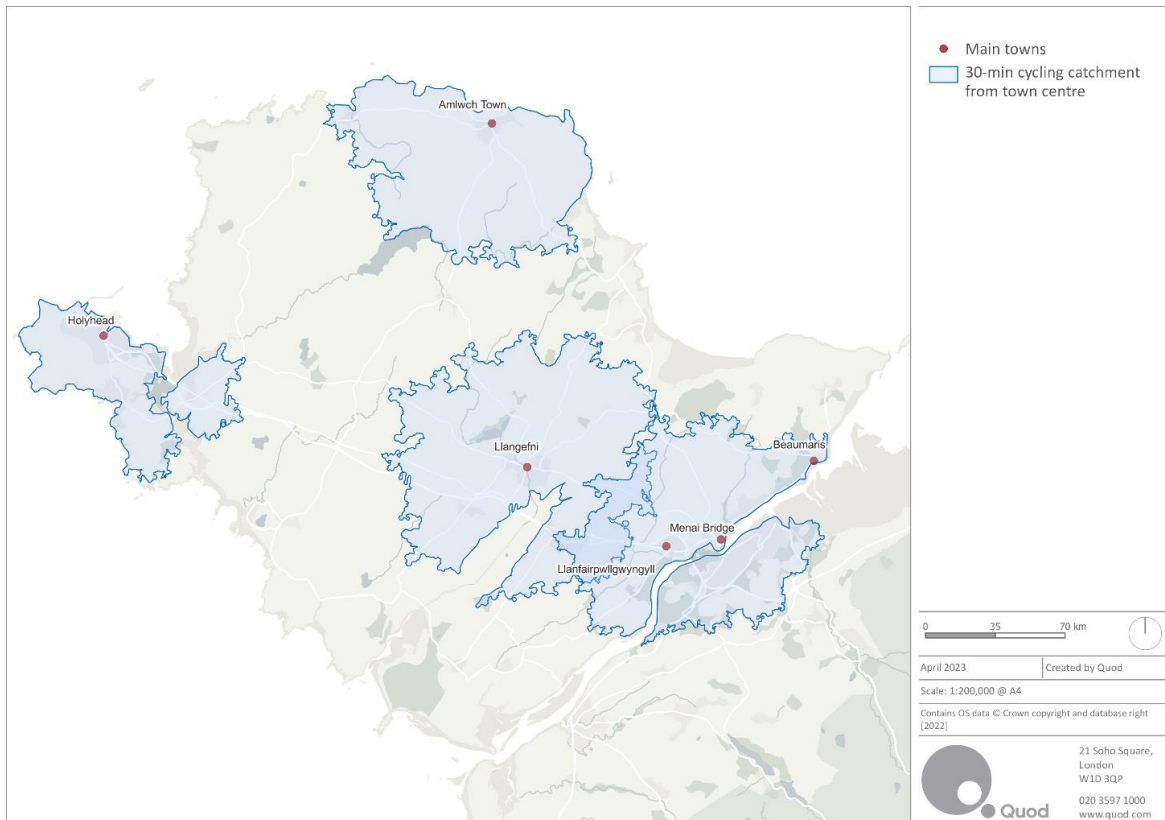 Amlwch Town
Holyhead
Llangefni
Beaumaris
Menai Bridge
Llanfairpwllgwyngyll
Main towns
30-min cycling catchment
from town centre
0 35 70 km
April 2023 Created by Quod
Scale: 1:200,000 @ A4
Contains OS data © Crown copyright and database right
[2022]
21 Soho Square,
London
W1D 3QP
020 3597 1000
www.quod.com
Quod